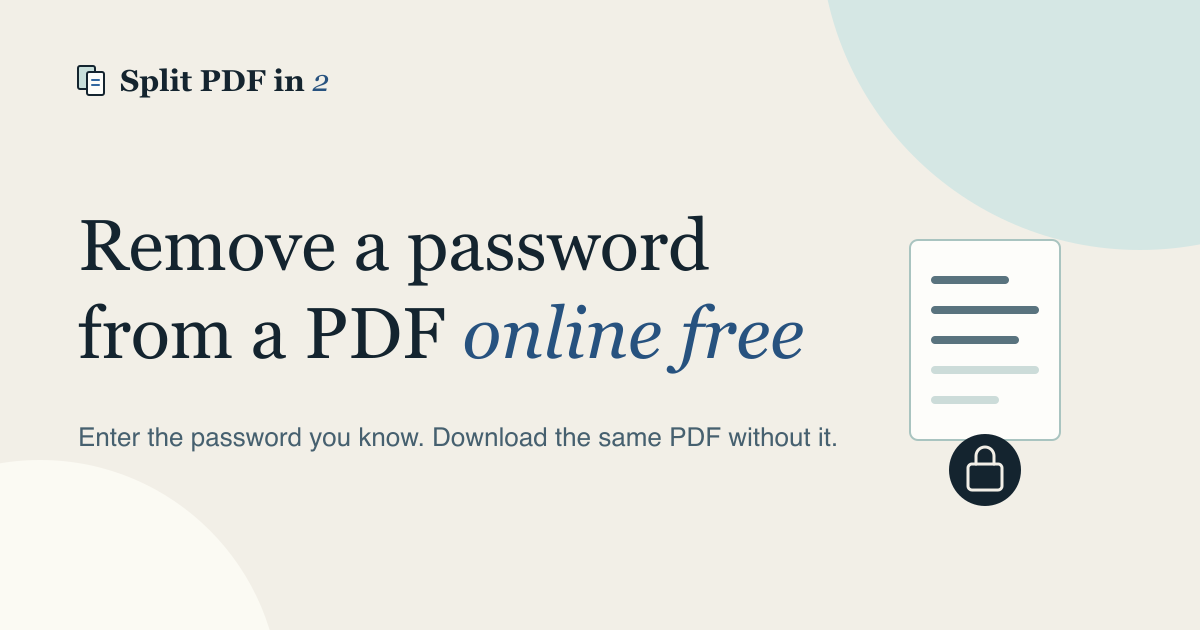 Split PDF in 2
Remove a password
from a PDF online free
Enter the password you know. Download the same PDF without it.